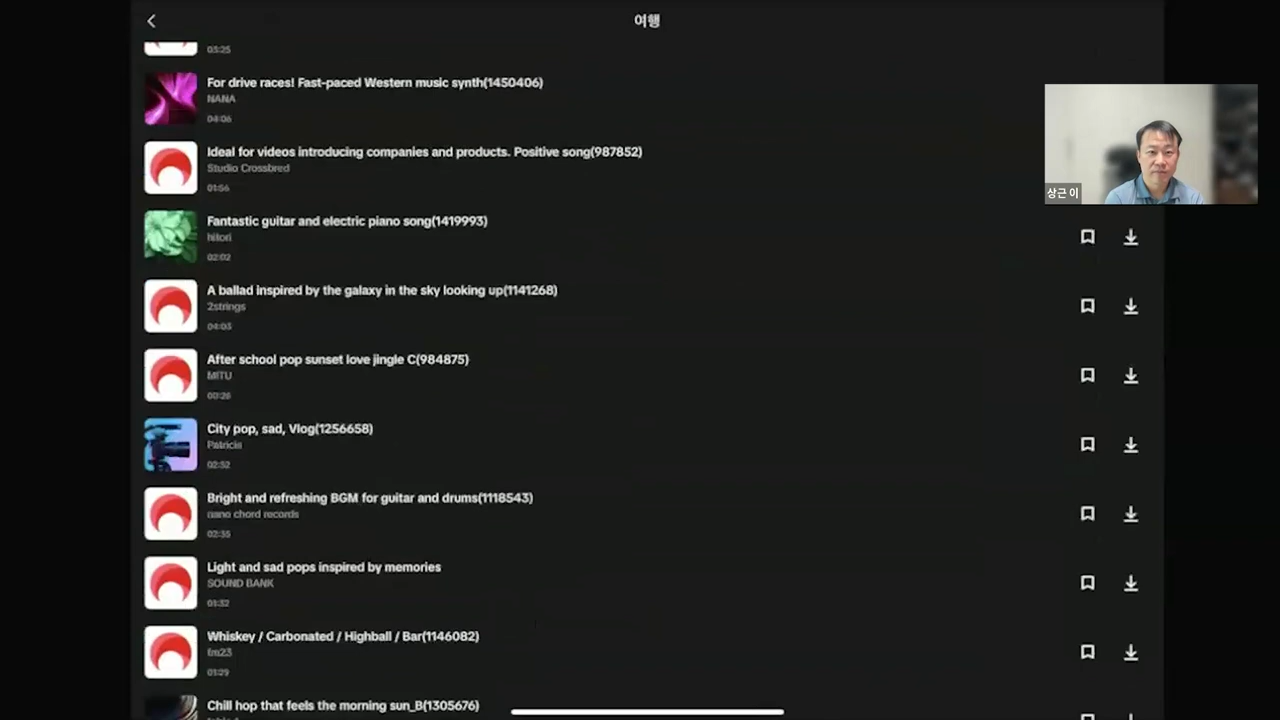 여행
03:25
For drive races! Fast-paced Western music synth(1450406)
NANA
04:06
Ideal for videos introducing companies and products. Positive song(987852)
Studio Crossbred
01:56
상근 이
Fantastic guitar and electric piano song(1419993)
hitori
02:02
A ballad inspired by the galaxy in the sky looking up(1141268)
2strings
04:03
After school pop sunset love jingle C(984875)
MITU
00:26
City pop, sad, Vlog(1256658)
Patricia
02:52
Bright and refreshing BGM for guitar and drums(1118543)
nano chord records
02:35
Light and sad pops inspired by memories
SOUND BANK
01:32
Whiskey / Carbonated / Highball / Bar(1146082)
fm23
01:29
Chill hop that feels the morning sun_B(1305676)